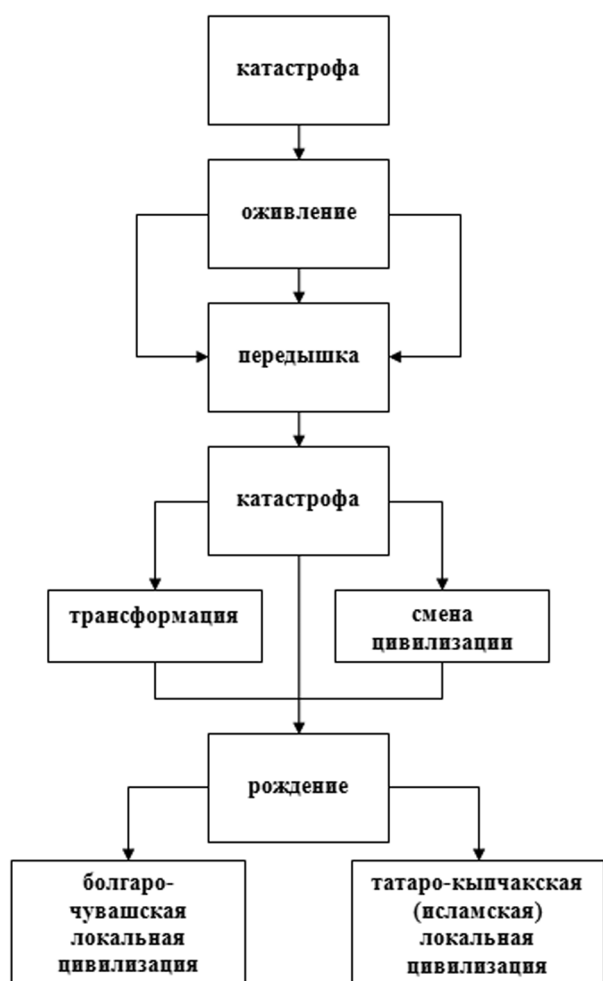 катастрофа
оживление
передышка
катастрофа
трансформация
смена
цивилизации
рождение
болгаро-
чувашская
локальная
цивилизация
татаро-кыпчакская
(исламская)
локальная
цивилизация